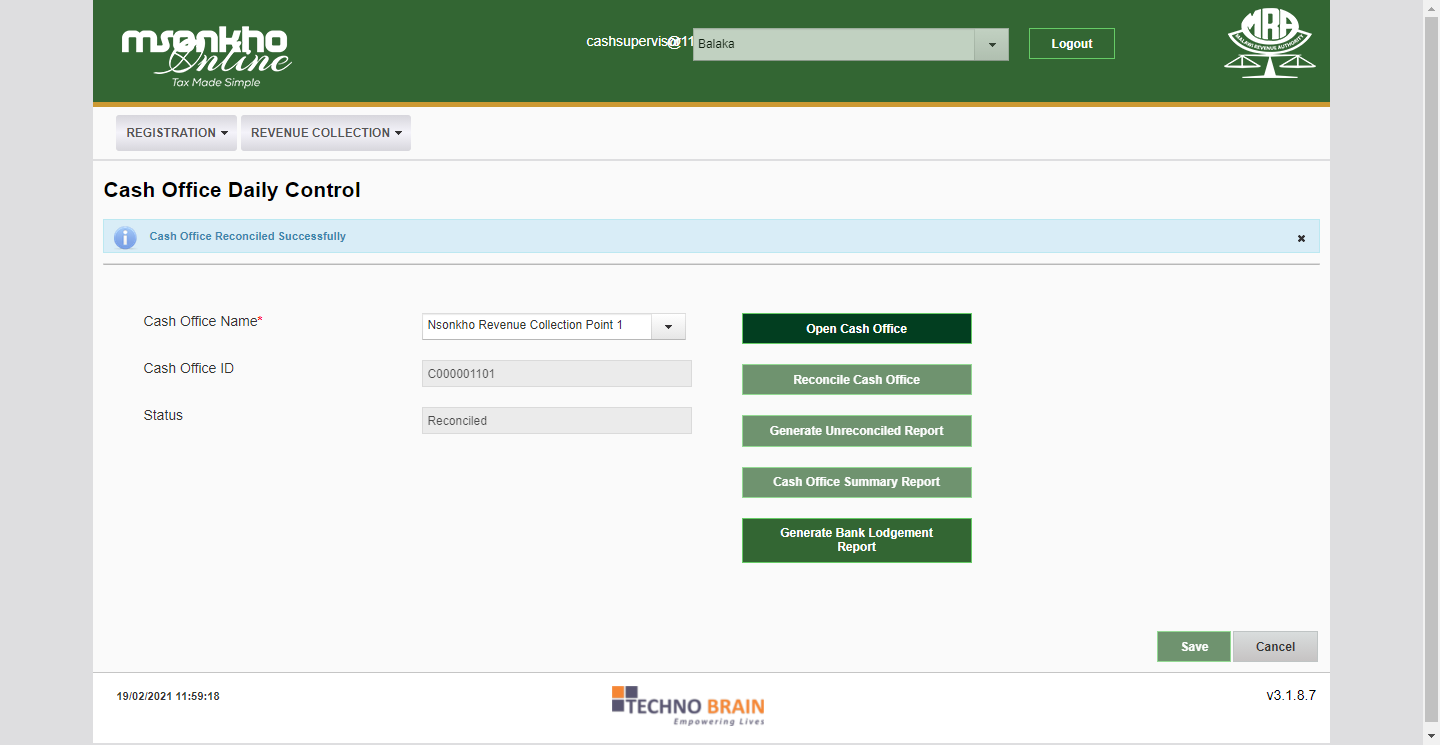 msonkho
Online
Tax Made Simple
cashsupervisor@11
Balaka
Logout
MRA
MALAWI REVENUE AUTHORITY
REGISTRATION
REVENUE COLLECTION
Cash Office Daily Control
Cash Office Reconciled Successfully
Cash Office Name*
Nsonkho Revenue Collection Point 1
Open Cash Office
Cash Office ID
C000001101
Reconcile Cash Office
Status
Reconciled
Generate Unreconciled Report
Cash Office Summary Report
Generate Bank Lodgement
Report
Save
Cancel
19/02/2021 11:59:18
TECHNO BRAIN
Empowering Lives
v3.1.8.7